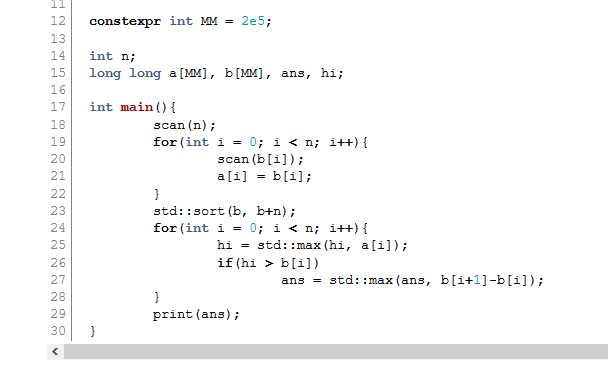 11
12 constexpr int MM = 2e5;
13
14 int n;
15 long long a[MM], b[MM], ans, hi;
16
17 int main(){
18 scan(n);
19 for(int i = 0; i < n; i++){
20 scan(b[i]);
21 a[i] = b[i];
22 }
23 std::sort(b, b+n);
24 for(int i = 0; i < n; i++){
25 hi = std::max(hi, a[i]);
26 if(hi > b[i])
27 ans = std::max(ans, b[i+1]-b[i]);
28 }
29 print(ans);
30 }